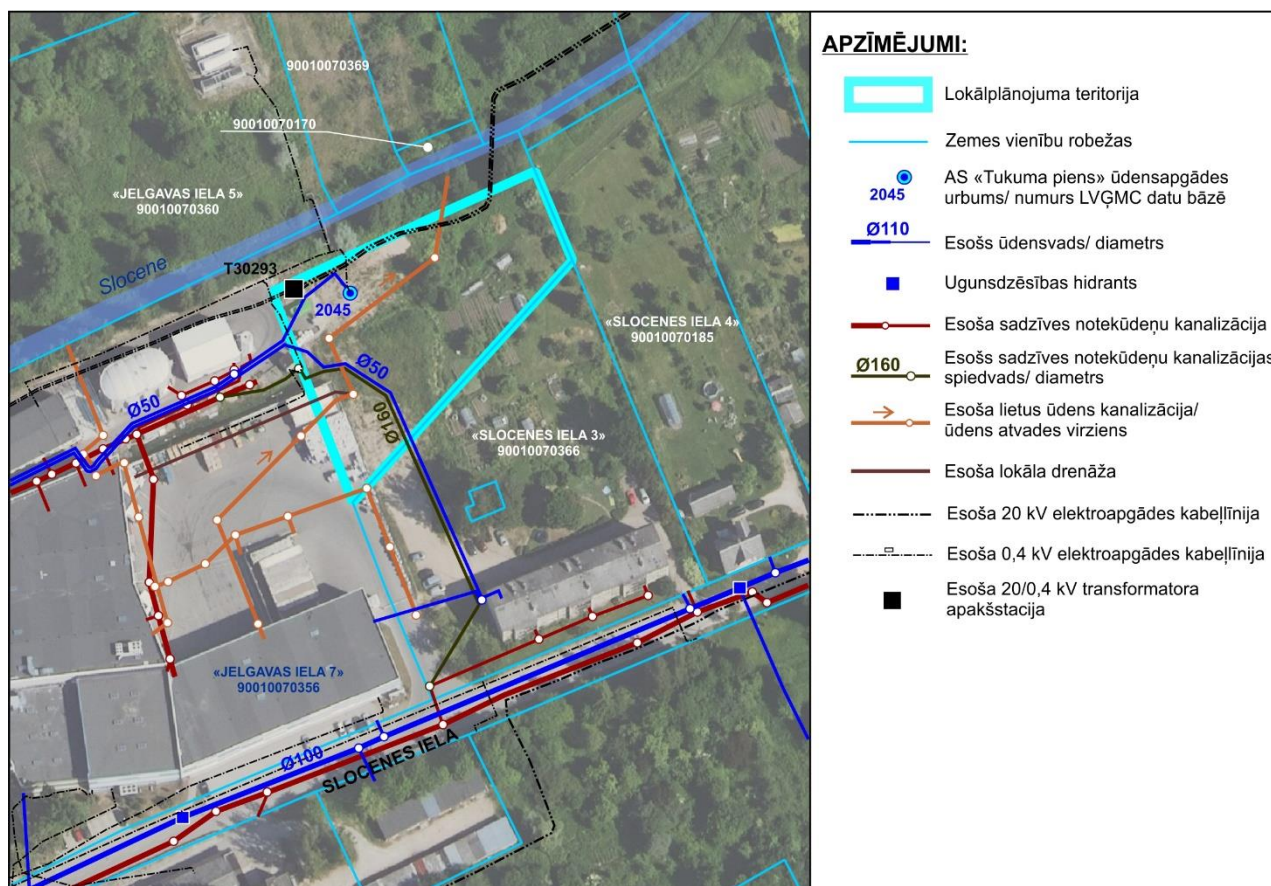 90010070369
90010070170
«JELGAVAS IELA 5»
90010070360
Slocene
T30293
2045
«SLOCENES IELA 4»
90010070185
Ø50
Ø50
Ø160
«SLOCENES IELA 3»
90010070366
«JELGAVAS IELA 7»
90010070356
Ø100
SLOCENES IELA
APZĪMĒJUMI:
Lokālplānojuma teritorija
Zemes vienību robežas
AS «Tukuma piens» ūdensapgādes
urbums/ numurs LVĢMC datu bāzē
2045
Ø110
Esošs ūdensvads/ diametrs
Ugunsdzēsības hidrants
Esoša sadzīves notekūdeņu kanalizācija
Ø160
Esošs sadzīves notekūdeņu kanalizācijas
spiedvads/ diametrs
Esoša lietus ūdens kanalizācija/
ūdens atvades virziens
Esoša lokāla drenāža
Esoša 20 kV elektroapgādes kabeļlīnija
Esoša 0,4 kV elektroapgādes kabeļlīnija
Esoša 20/0,4 kV transformatora
apakšstacija